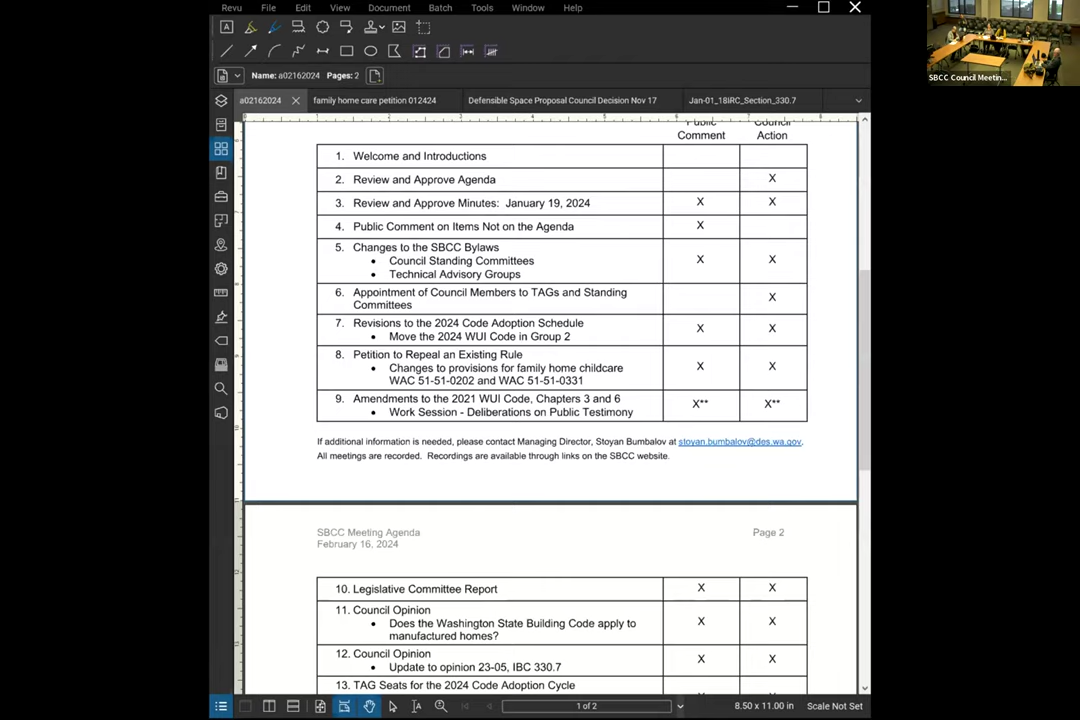 Revu File Edit View Document Batch Tools Window Help
Name: a02162024 Pages: 2
a02162024 family home care petition 012424 Defensible Space Proposal Council Decision Nov 17 Jan-01_18IRC_Section_330.7
Public Council
Comment Action
1. Welcome and Introductions
2. Review and Approve Agenda X
3. Review and Approve Minutes: January 19, 2024 X X
4. Public Comment on Items Not on the Agenda X
5. Changes to the SBCC Bylaws
• Council Standing Committees X X
• Technical Advisory Groups
6. Appointment of Council Members to TAGs and Standing
Committees X
7. Revisions to the 2024 Code Adoption Schedule X X
• Move the 2024 WUI Code in Group 2
8. Petition to Repeal an Existing Rule
• Changes to provisions for family home childcare X X
WAC 51-51-0202 and WAC 51-51-0331
9. Amendments to the 2021 WUI Code, Chapters 3 and 6 X** X**
• Work Session - Deliberations on Public Testimony
If additional information is needed, please contact Managing Director, Stoyan Bumbalov at stoyan.bumbalov@des.wa.gov.
All meetings are recorded. Recordings are available through links on the SBCC website.
SBCC Meeting Agenda Page 2
February 16, 2024
10. Legislative Committee Report X X
11. Council Opinion
• Does the Washington State Building Code apply to X X
manufactured homes?
12. Council Opinion X X
• Update to opinion 23-05, IBC 330.7
13. TAG Seats for the 2024 Code Adoption Cycle
1 of 2 8.50 x 11.00 in Scale Not Set
SBCC Council Meetin...